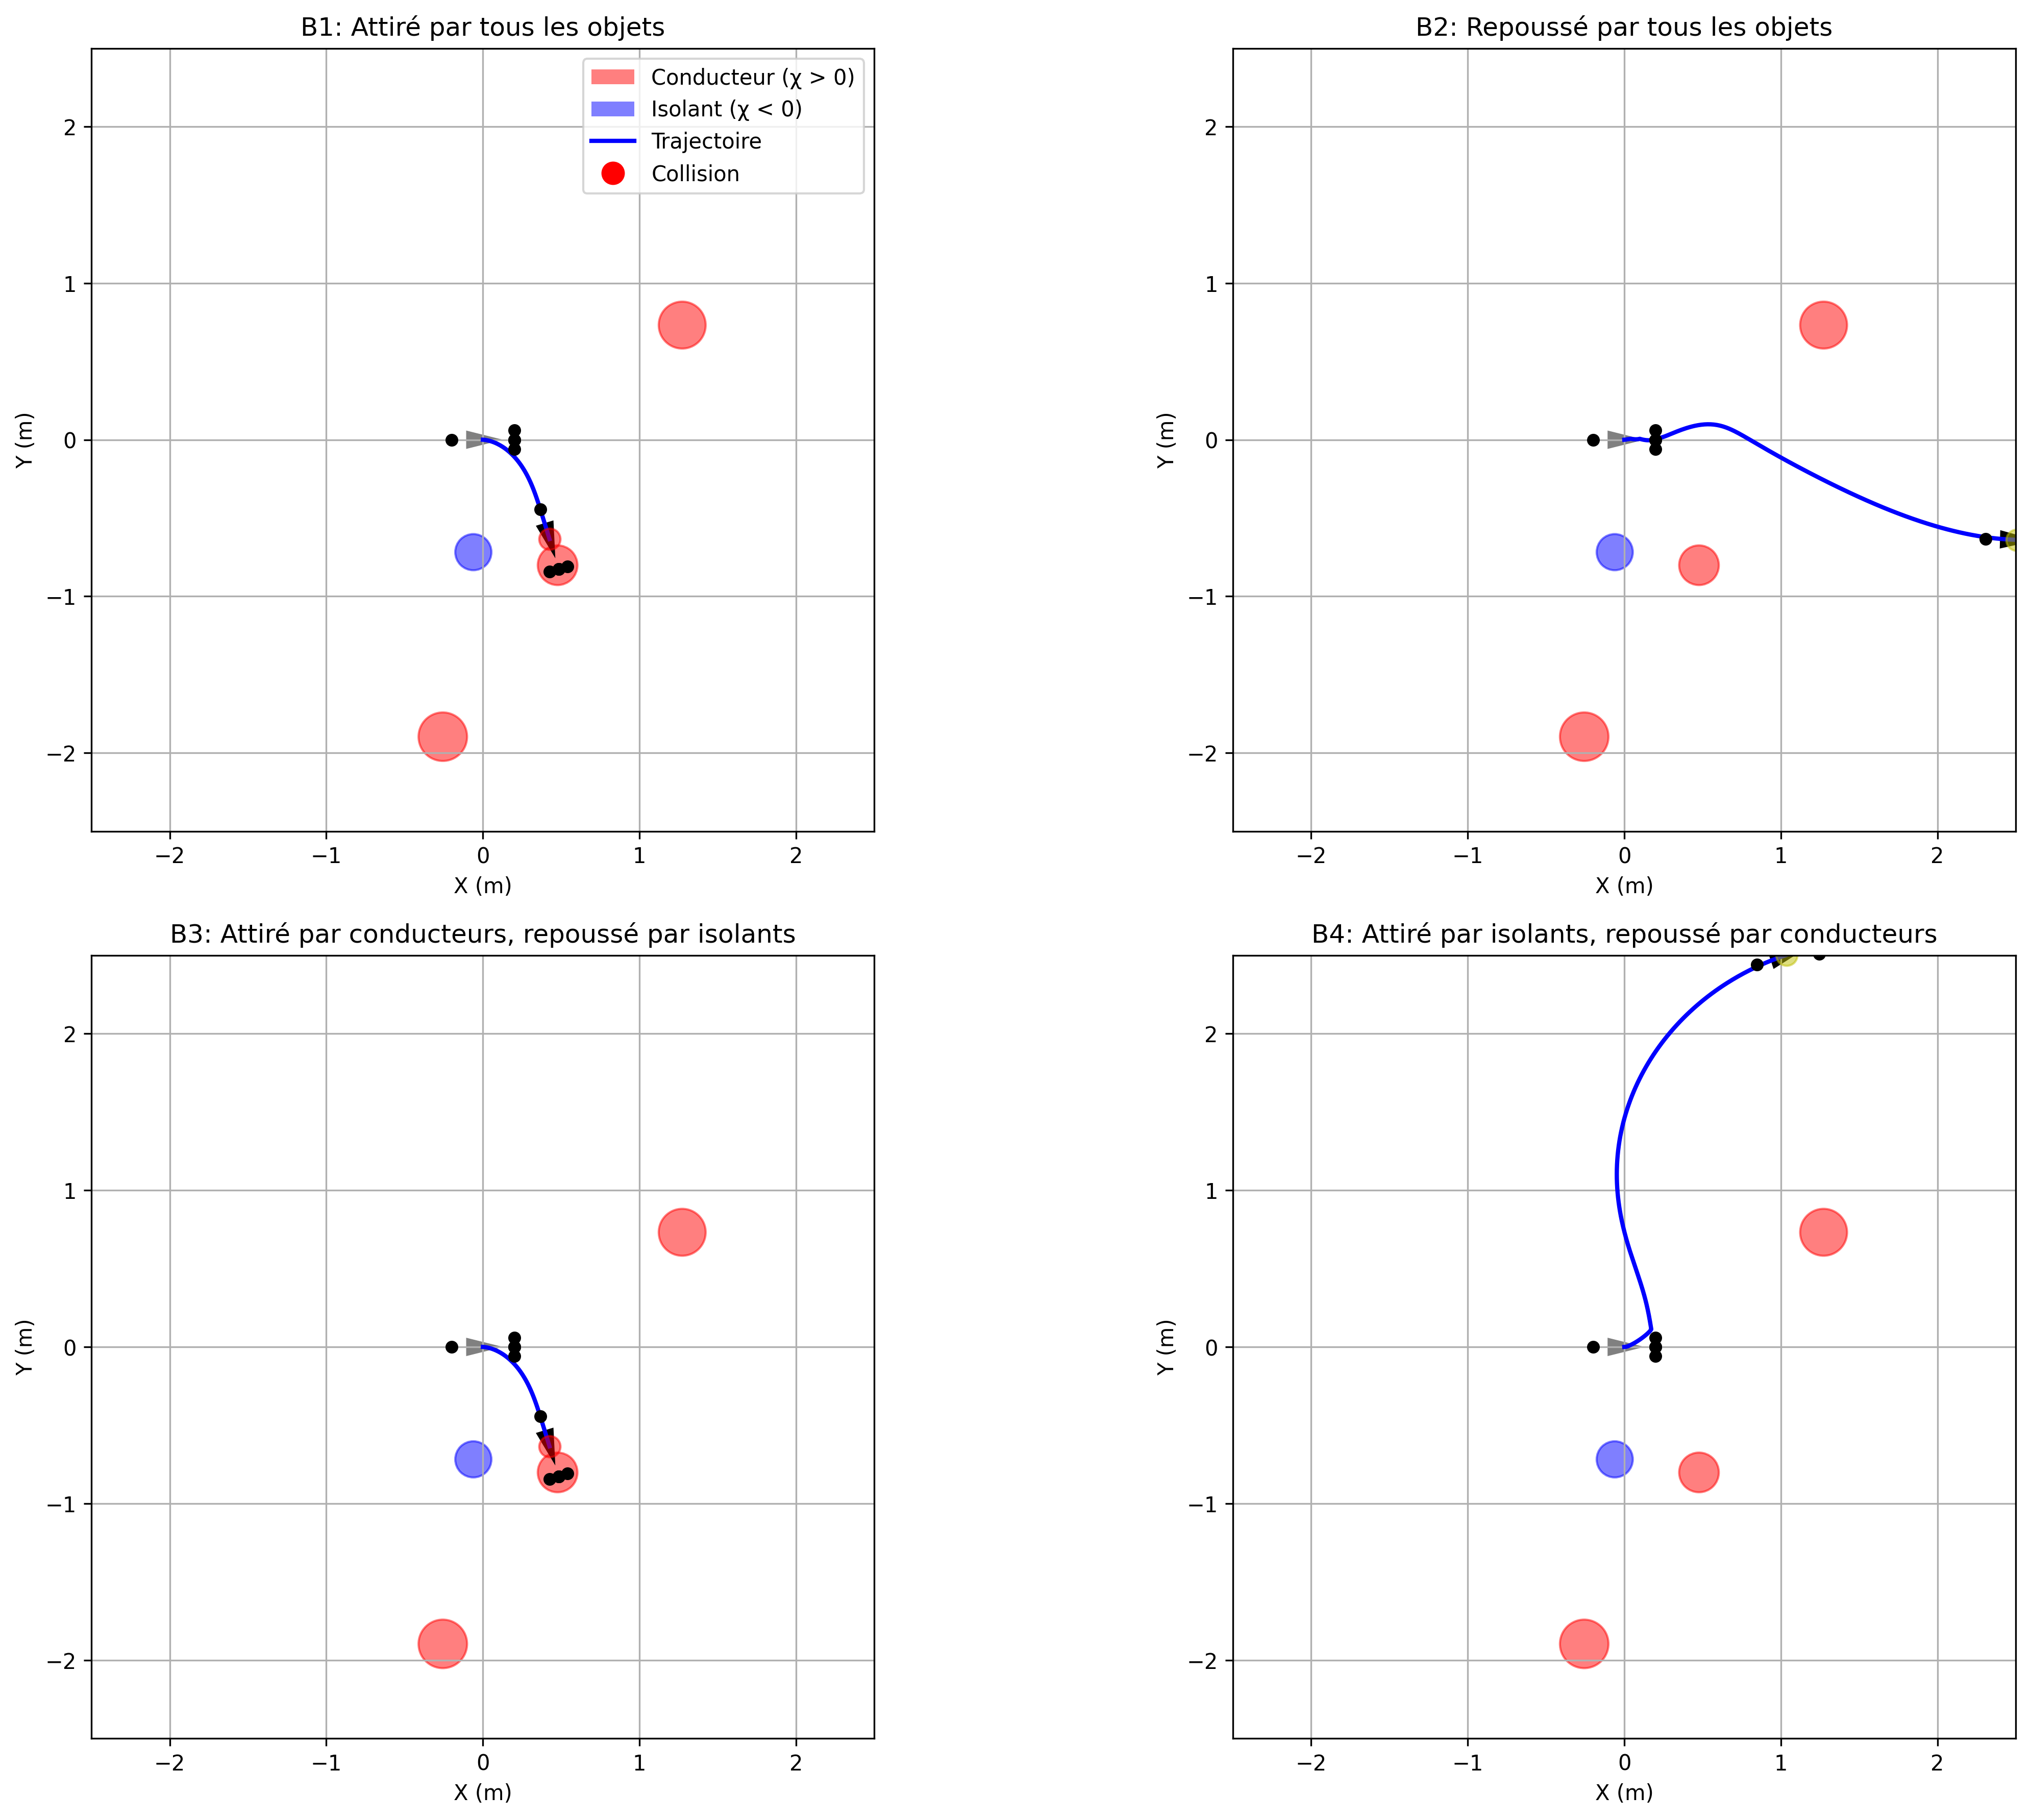 B1: Attiré par tous les objets
Conducteur (χ > 0)
Isolant (χ < 0)
Trajectoire
Collision
2
1
0
−1
−2
Y (m)
−2 −1 0 1 2
X (m)
B2: Repoussé par tous les objets
2
1
0
−1
−2
Y (m)
−2 −1 0 1 2
X (m)
B3: Attiré par conducteurs, repoussé par isolants
2
1
0
−1
−2
Y (m)
−2 −1 0 1 2
X (m)
B4: Attiré par isolants, repoussé par conducteurs
2
1
0
−1
−2
Y (m)
−2 −1 0 1 2
X (m)